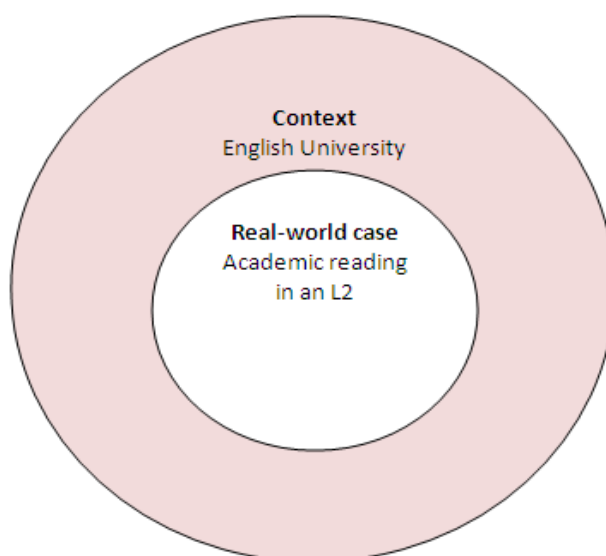 Context
English University
Real-world case
Academic reading
in an L2